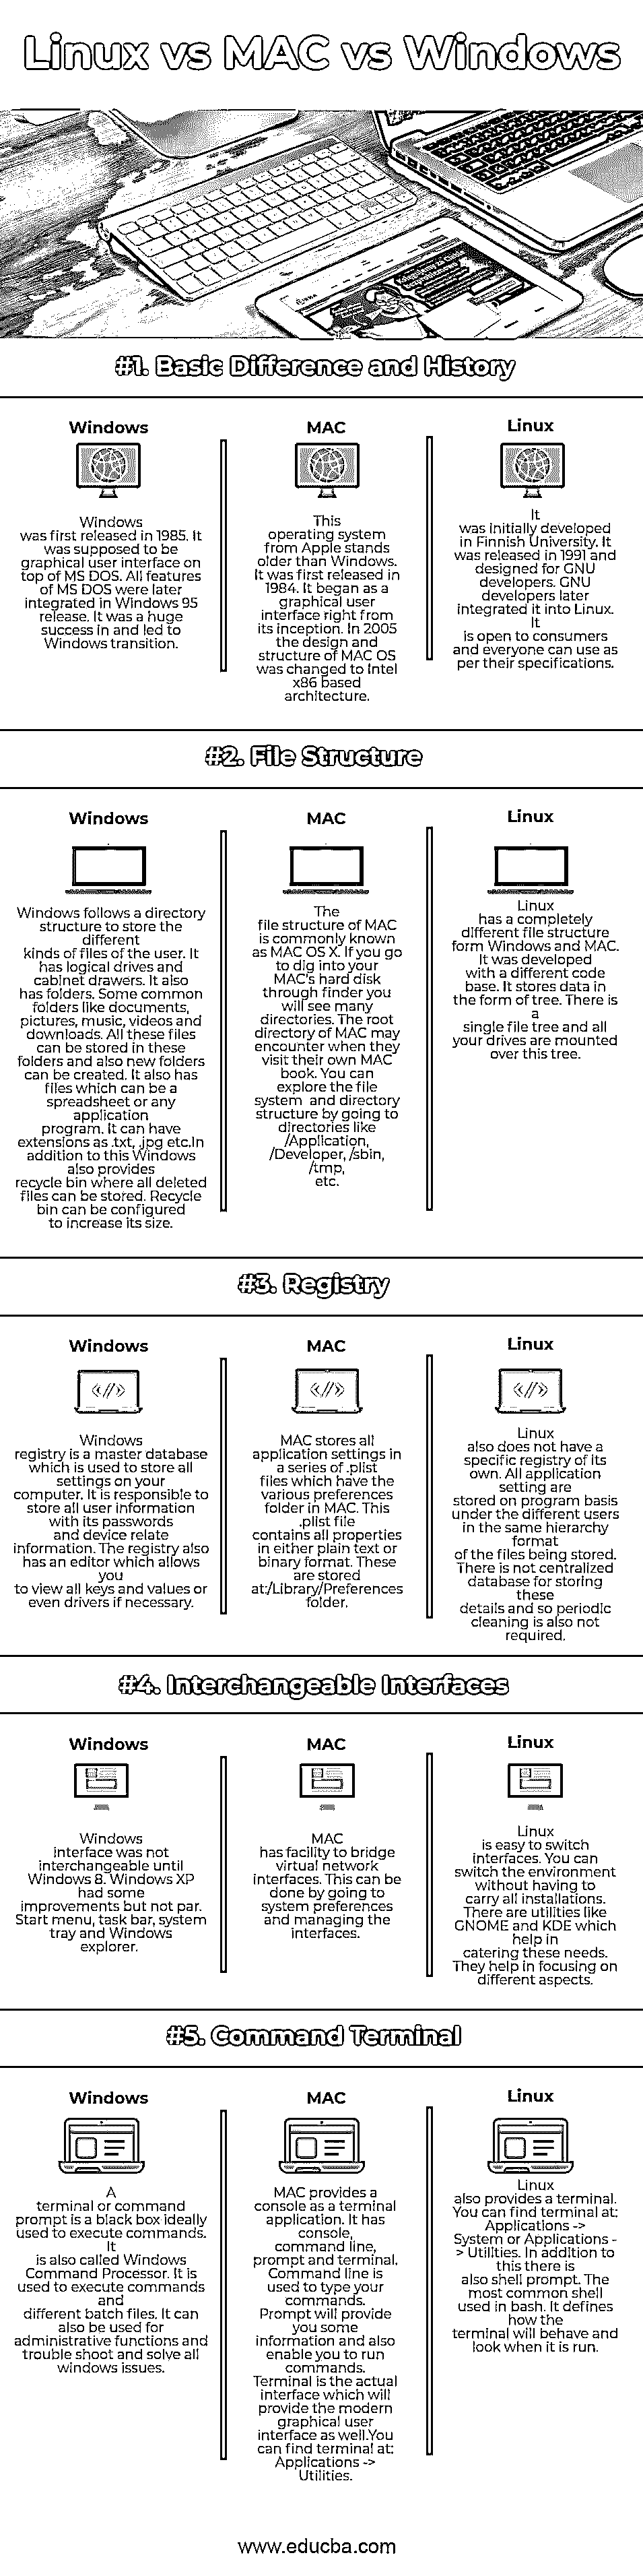 Linux vs MAC vs Windows
#1. Basic Difference and History
Windows
Windows
was first released in 1985. It
was supposed to be
graphical user interface on
top of MS DOS. All features
of MS DOS were later
integrated in Windows 95
release. It was a huge
success in and led to
Windows transition.
MAC
This
operating system
from Apple stands
older than Windows.
It was first released in
1984. It began as a
graphical user
interface right from
its inception. In 2005
the design and
structure of MAC OS
was changed to Intel
x86 based
architecture.
Linux
It
was initially developed
in Finnish University. It
was released in 1991 and
designed for GNU
developers. GNU
developers later
integrated it into Linux.
It
is open to consumers
and everyone can use as
per their specifications.
#2. File Structure
Windows
Windows follows a directory
structure to store the
different
kinds of files of the user. It
has logical drives and
cabinet drawers. It also
has folders. Some common
folders like documents,
pictures, music, videos and
downloads. All these files
can be stored in these
folders and also new folders
can be created. It also has
files which can be a
spreadsheet or any
application
program. It can have
extensions as .txt, .jpg etc.In
addition to this Windows
also provides
recycle bin where all deleted
files can be stored. Recycle
bin can be configured
to increase its size.
MAC
The
file structure of MAC
is commonly known
as MAC OS X. If you go
to dig into your
MAC's hard disk
through finder you
will see many
directories. The root
directory of MAC may
encounter when they
visit their own MAC
book. You can
explore the file
system and directory
structure by going to
directories like
/Application,
/Developer, /sbin,
/tmp,
etc.
Linux
Linux
has a completely
different file structure
form Windows and MAC.
It was developed
with a different code
base. It stores data in
the form of tree. There is
a
single file tree and all
your drives are mounted
over this tree.
#3. Registry
Windows
Windows
registry is a master database
which is used to store all
settings on your
computer. It is responsible to
store all user information
with its passwords
and device relate
information. The registry also
has an editor which allows
you
to view all keys and values or
even drivers if necessary.
MAC
MAC stores all
application settings in
a series of .plist
files which have the
various preferences
folder in MAC. This
.plist file
contains all properties
in either plain text or
binary format. These
are stored
at:/Library/Preferences
folder.
Linux
Linux
also does not have a
specific registry of its
own. All application
setting are
stored on program basis
under the different users
in the same hierarchy
format
of the files being stored.
There is not centralized
database for storing
these
details and so periodic
cleaning is also not
required.
#4. Interchangeable Interfaces
Windows
Windows
interface was not
interchangeable until
Windows 8. Windows XP
had some
improvements but not par.
Start menu, task bar, system
tray and Windows
explorer.
MAC
MAC
has facility to bridge
virtual network
interfaces. This can be
done by going to
system preferences
and managing the
interfaces.
Linux
Linux
is easy to switch
interfaces. You can
switch the environment
without having to
carry all installations.
There are utilities like
GNOME and KDE which
help in
catering these needs.
They help in focusing on
different aspects.
#5. Command Terminal
Windows
A
terminal or command
prompt is a black box ideally
used to execute commands.
It
is also called Windows
Command Processor. It is
used to execute commands
and
different batch files. It can
also be used for
administrative functions and
trouble shoot and solve all
windows issues.
MAC
MAC provides a
console as a terminal
application. It has
console,
command line,
prompt and terminal.
Command line is
used to type your
commands.
Prompt will provide
you some
information and also
enable you to run
commands.
Terminal is the actual
interface which will
provide the modern
graphical user
interface as well.You
can find terminal at:
Applications ->
Utilities.
Linux
Linux
also provides a terminal.
You can find terminal at:
Applications ->
System or Applications -
> Utilities. In addition to
this there is
also shell prompt. The
most common shell
used in bash. It defines
how the
terminal will behave and
look when it is run.
www.educba.com